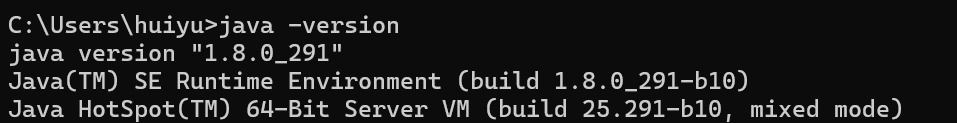 C:\Users\huiyu>java -version
java version "1.8.0_291"
Java(TM) SE Runtime Environment (build 1.8.0_291-b10)
Java HotSpot(TM) 64-Bit Server VM (build 25.291-b10, mixed mode)